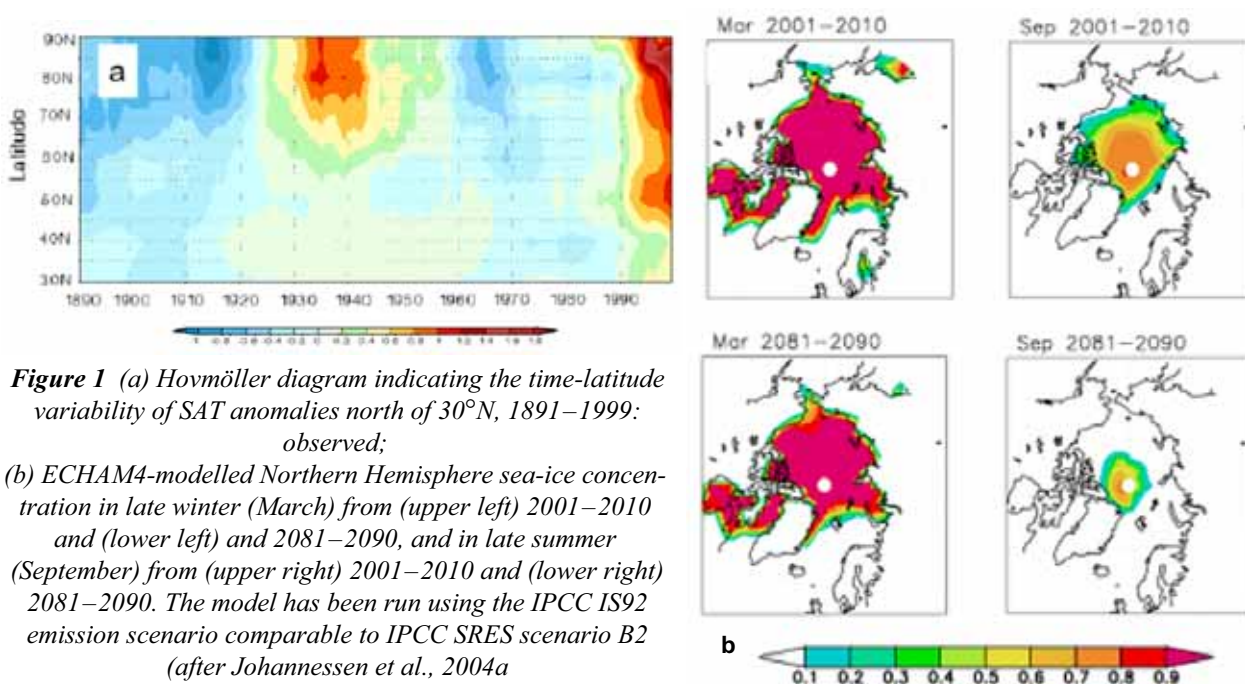 Mar 2001–2010
Sep 2001–2010
90N
80N
70N
60N
50N
40N
30N
a
Latitudo
1890 1900 1910 1920 1930 1940 1950 1960 1970 1980 1990
Figure 1 (a) Hovmöller diagram indicating the time-latitude
variability of SAT anomalies north of 30°N, 1891–1999:
observed;
(b) ECHAM4-modelled Northern Hemisphere sea-ice concen-
tration in late winter (March) from (upper left) 2001–2010
and (lower left) and 2081–2090, and in late summer
(September) from (upper right) 2001–2010 and (lower right)
2081–2090. The model has been run using the IPCC IS92
emission scenario comparable to IPCC SRES scenario B2
(after Johannessen et al., 2004a
Mar 2081–2090
Sep 2081–2090
b
0.1 0.2 0.3 0.4 0.5 0.6 0.7 0.8 0.9